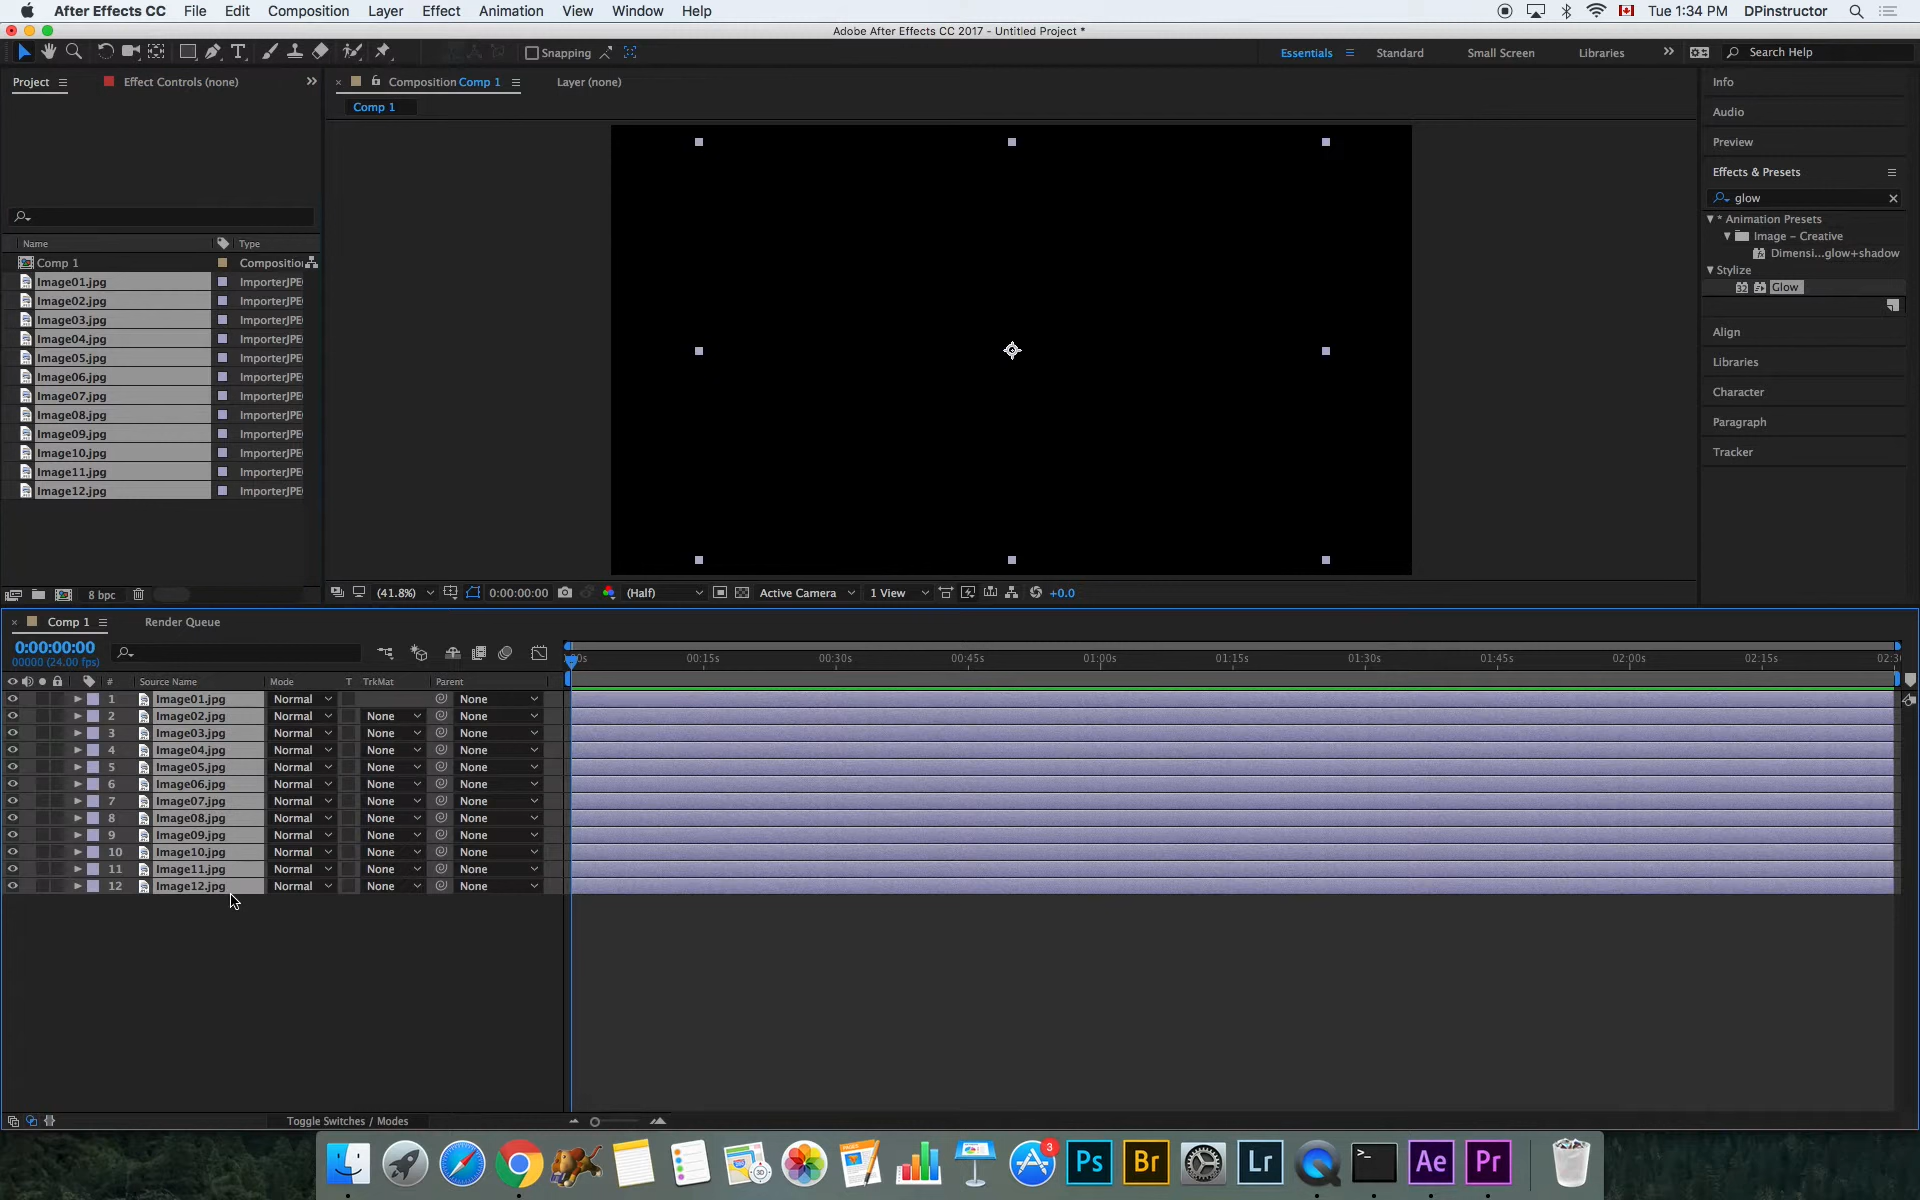 After Effects CC File Edit Composition Layer Effect Animation View Window Help Tue 1:34 PM DPinstructor
Adobe After Effects CC 2017 - Untitled Project *
Snapping Essentials Standard Small Screen Libraries Search Help
Project Effect Controls (none) Composition Comp 1 Layer (none) Info
Comp 1
Audio
Preview
Effects & Presets
glow
* Animation Presets
Image – Creative
Dimensi...glow+shadow
Stylize
32 Glow
Align
Libraries
Character
Paragraph
Tracker
Name Type
Comp 1 Compositio
Image01.jpg ImporterJPE
Image02.jpg ImporterJPE
Image03.jpg ImporterJPE
Image04.jpg ImporterJPE
Image05.jpg ImporterJPE
Image06.jpg ImporterJPE
Image07.jpg ImporterJPE
Image08.jpg ImporterJPE
Image09.jpg ImporterJPE
Image10.jpg ImporterJPE
Image11.jpg ImporterJPE
Image12.jpg ImporterJPE
8 bpc (41.8%) 0:00:00:00 (Half) Active Camera 1 View +0.0
Comp 1 Render Queue
0:00:00:00
00000 (24.00 fps)
00s 00:15s 00:30s 00:45s 01:00s 01:15s 01:30s 01:45s 02:00s 02:15s 02:3
# Source Name Mode T TrkMat Parent
1 Image01.jpg Normal None
2 Image02.jpg Normal None None
3 Image03.jpg Normal None None
4 Image04.jpg Normal None None
5 Image05.jpg Normal None None
6 Image06.jpg Normal None None
7 Image07.jpg Normal None None
8 Image08.jpg Normal None None
9 Image09.jpg Normal None None
10 Image10.jpg Normal None None
11 Image11.jpg Normal None None
12 Image12.jpg Normal None None
Toggle Switches / Modes
3 Ps Br Lr >_ Ae Pr